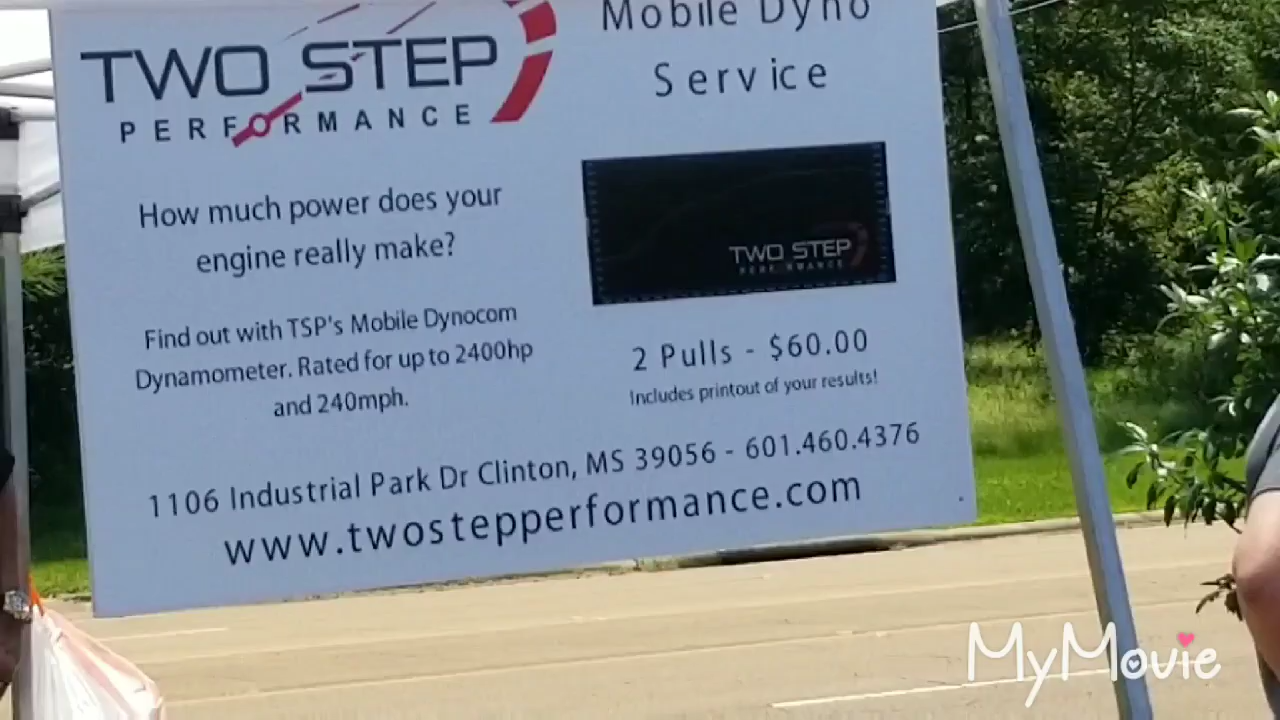 TWO STEP
PERFORMANCE
Mobile Dyno
Service
How much power does your
engine really make?
Find out with TSP's Mobile Dynocom
Dynamometer. Rated for up to 2400hp
and 240mph.
TWO STEP
PERFORMANCE
2 Pulls - $60.00
Includes printout of your results!
1106 Industrial Park Dr Clinton, MS 39056 - 601.460.4376
www.twostepperformance.com
MyMovie